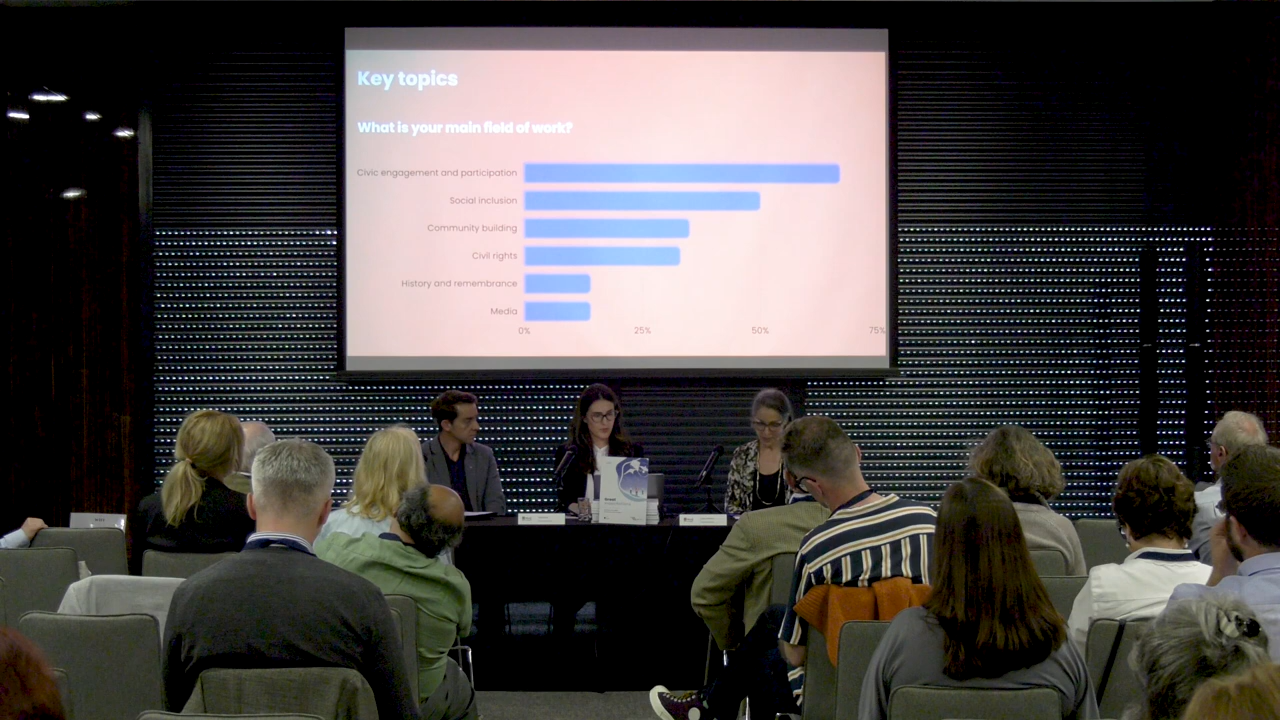 Key topics
What is your main field of work?
Civic engagement and participation
Social inclusion
Community building
Civil rights
History and remembrance
Media
0% 25% 50% 75%